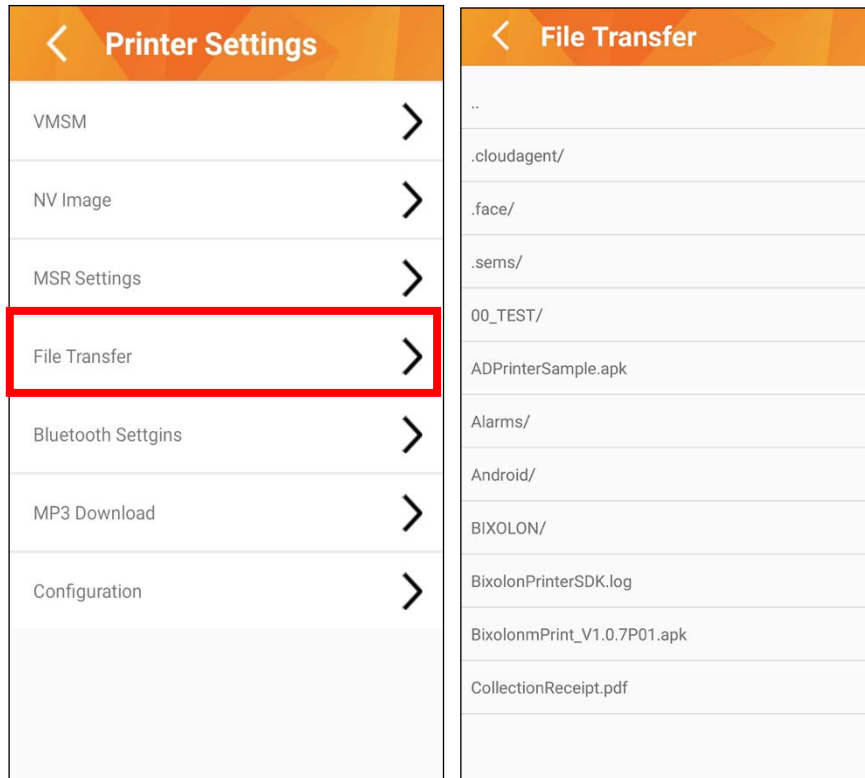 Printer Settings
VMSM
NV Image
MSR Settings
File Transfer
Bluetooth Settgins
MP3 Download
Configuration
File Transfer
..
.cloudagent/
.face/
.sems/
00_TEST/
ADPrinterSample.apk
Alarms/
Android/
BIXOLON/
BixolonPrinterSDK.log
BixolonmPrint_V1.0.7P01.apk
CollectionReceipt.pdf